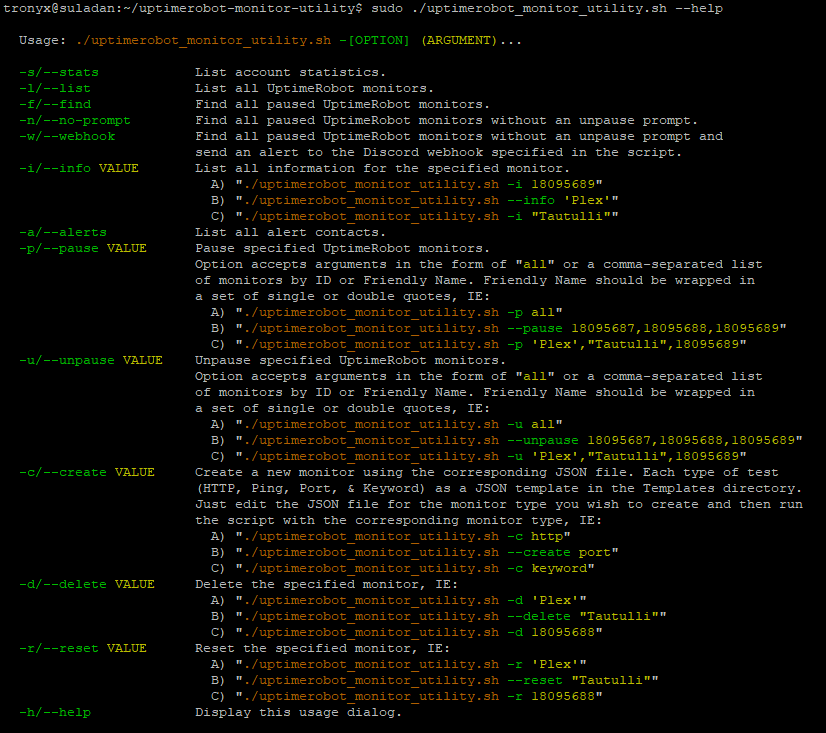 tronyx@suladan:~/uptimerobot-monitor-utility$ sudo ./uptimerobot_monitor_utility.sh --help
Usage: ./uptimerobot_monitor_utility.sh -[OPTION] (ARGUMENT)...
-s/--stats List account statistics.
-l/--list List all UptimeRobot monitors.
-f/--find Find all paused UptimeRobot monitors.
-n/--no-prompt Find all paused UptimeRobot monitors without an unpause prompt.
-w/--webhook Find all paused UptimeRobot monitors without an unpause prompt and
send an alert to the Discord webhook specified in the script.
-i/--info VALUE List all information for the specified monitor.
A) "./uptimerobot_monitor_utility.sh -i 18095689"
B) "./uptimerobot_monitor_utility.sh --info 'Plex'"
C) "./uptimerobot_monitor_utility.sh -i "Tautulli""
-a/--alerts List all alert contacts.
-p/--pause VALUE Pause specified UptimeRobot monitors.
Option accepts arguments in the form of "all" or a comma-separated list
of monitors by ID or Friendly Name. Friendly Name should be wrapped in
a set of single or double quotes, IE:
A) "./uptimerobot_monitor_utility.sh -p all"
B) "./uptimerobot_monitor_utility.sh --pause 18095687,18095688,18095689"
C) "./uptimerobot_monitor_utility.sh -p 'Plex',"Tautulli",18095689"
-u/--unpause VALUE Unpause specified UptimeRobot monitors.
Option accepts arguments in the form of "all" or a comma-separated list
of monitors by ID or Friendly Name. Friendly Name should be wrapped in
a set of single or double quotes, IE:
A) "./uptimerobot_monitor_utility.sh -u all"
B) "./uptimerobot_monitor_utility.sh --unpause 18095687,18095688,18095689"
C) "./uptimerobot_monitor_utility.sh -u 'Plex',"Tautulli",18095689"
-c/--create VALUE Create a new monitor using the corresponding JSON file. Each type of test
(HTTP, Ping, Port, & Keyword) as a JSON template in the Templates directory.
Just edit the JSON file for the monitor type you wish to create and then run
the script with the corresponding monitor type, IE:
A) "./uptimerobot_monitor_utility.sh -c http"
B) "./uptimerobot_monitor_utility.sh --create port"
C) "./uptimerobot_monitor_utility.sh -c keyword"
-d/--delete VALUE Delete the specified monitor, IE:
A) "./uptimerobot_monitor_utility.sh -d 'Plex'"
B) "./uptimerobot_monitor_utility.sh --delete "Tautulli""
C) "./uptimerobot_monitor_utility.sh -d 18095688"
-r/--reset VALUE Reset the specified monitor, IE:
A) "./uptimerobot_monitor_utility.sh -r 'Plex'"
B) "./uptimerobot_monitor_utility.sh --reset "Tautulli""
C) "./uptimerobot_monitor_utility.sh -r 18095688"
-h/--help Display this usage dialog.